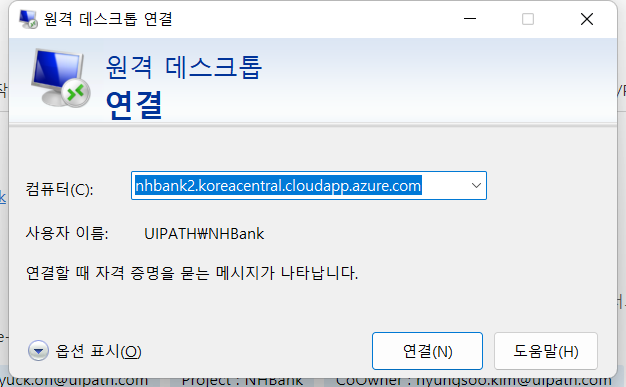 원격 데스크톱 연결
원격 데스크톱
연결
컴퓨터(C):
nhbank2.koreacentral.cloudapp.azure.com
사용자 이름:
UIPATH₩NHBank
연결할 때 자격 증명을 묻는 메시지가 나타납니다.
옵션 표시(O)
연결(N)
도움말(H)
yuck.oh@uipath.com
Project : NHBank
CoOwner : hyungsoo.kim@uipath.com